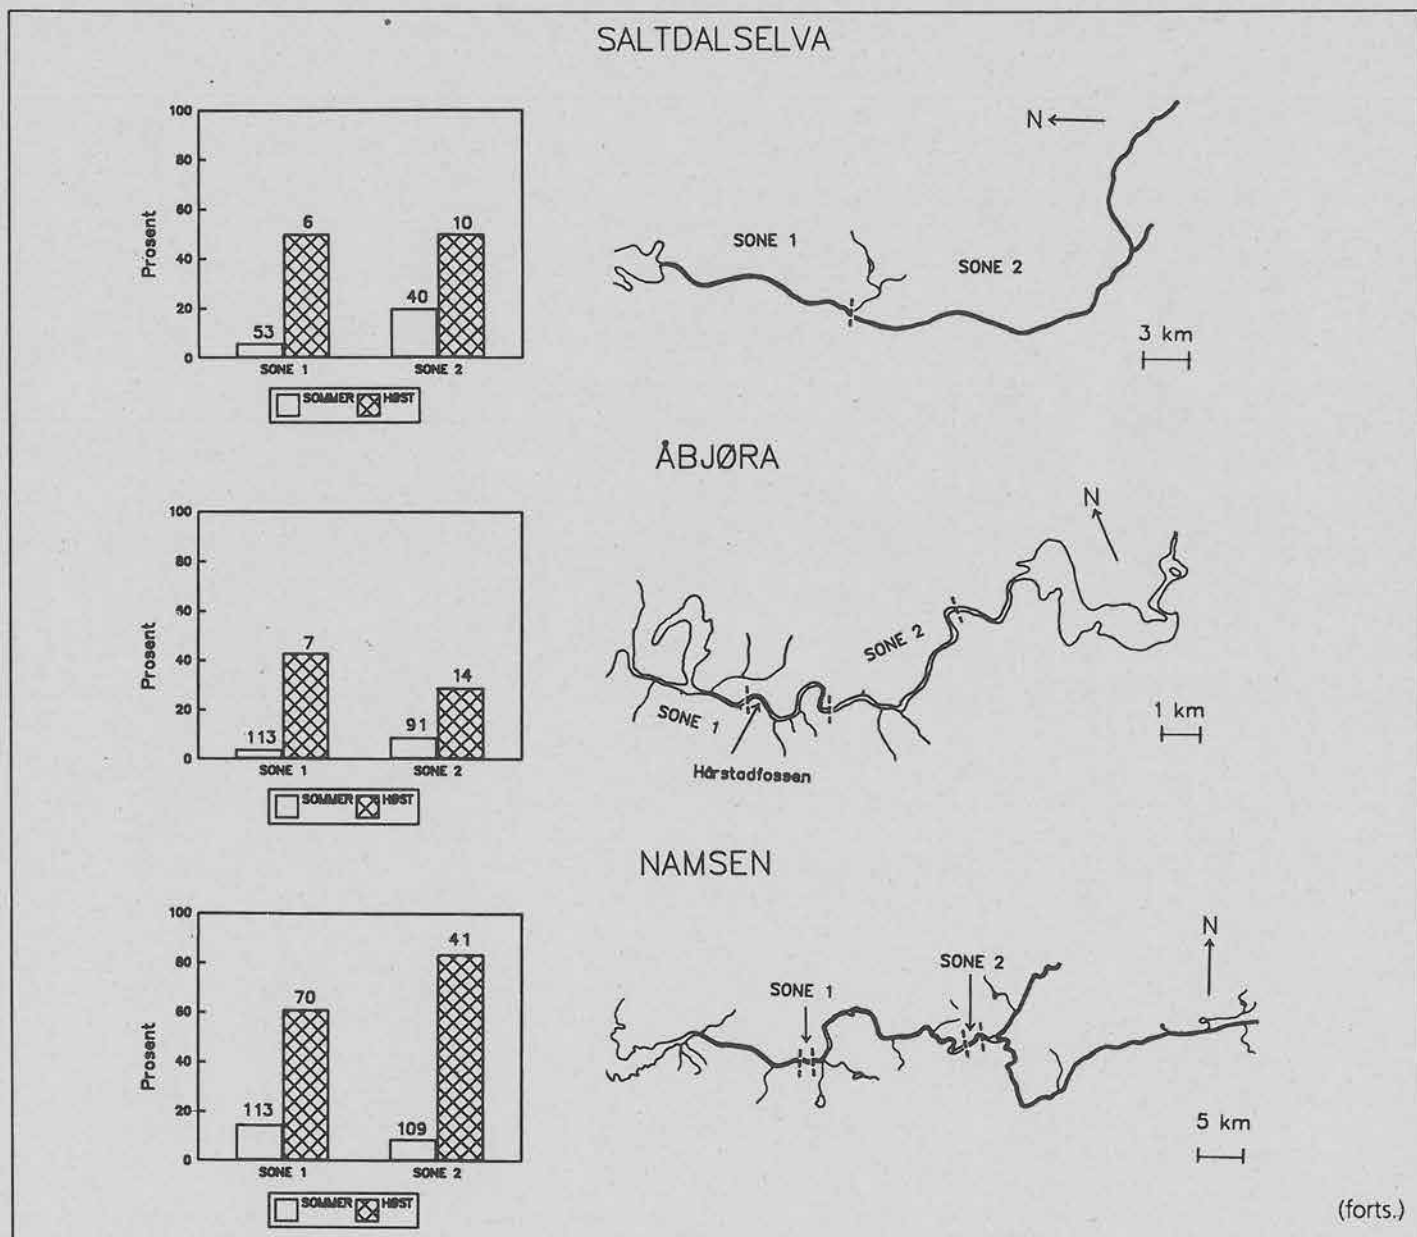 SALTDALSELVA
100
80
60
40
20
0
Prosent
6
10
53
40
SONE 1
SONE 2
SOMMER
HØST
N
SONE 1
SONE 2
3 km
ÅBJØRA
100
80
60
40
20
0
Prosent
7
14
113
91
SONE 1
SONE 2
SOMMER
HØST
N
SONE 2
SONE 1
Hårstadfossen
1 km
NAMSEN
100
80
60
40
20
0
Prosent
70
41
113
109
SONE 1
SONE 2
SOMMER
HØST
N
SONE 2
SONE 1
5 km
(forts.)